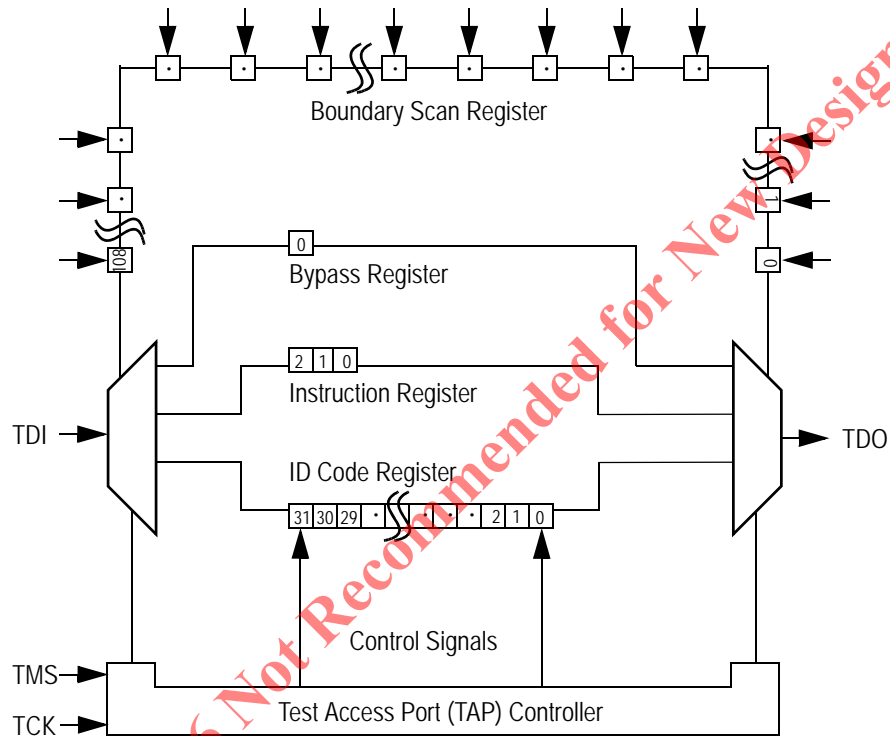 Boundary Scan Register
108
1
0
0
Bypass Register
2 1 0
Instruction Register
TDI
TDO
ID Code Register
31 30 29 · · · · 2 1 0
Control Signals
TMS
Test Access Port (TAP) Controller
TCK
6 Not Recommended for New Design